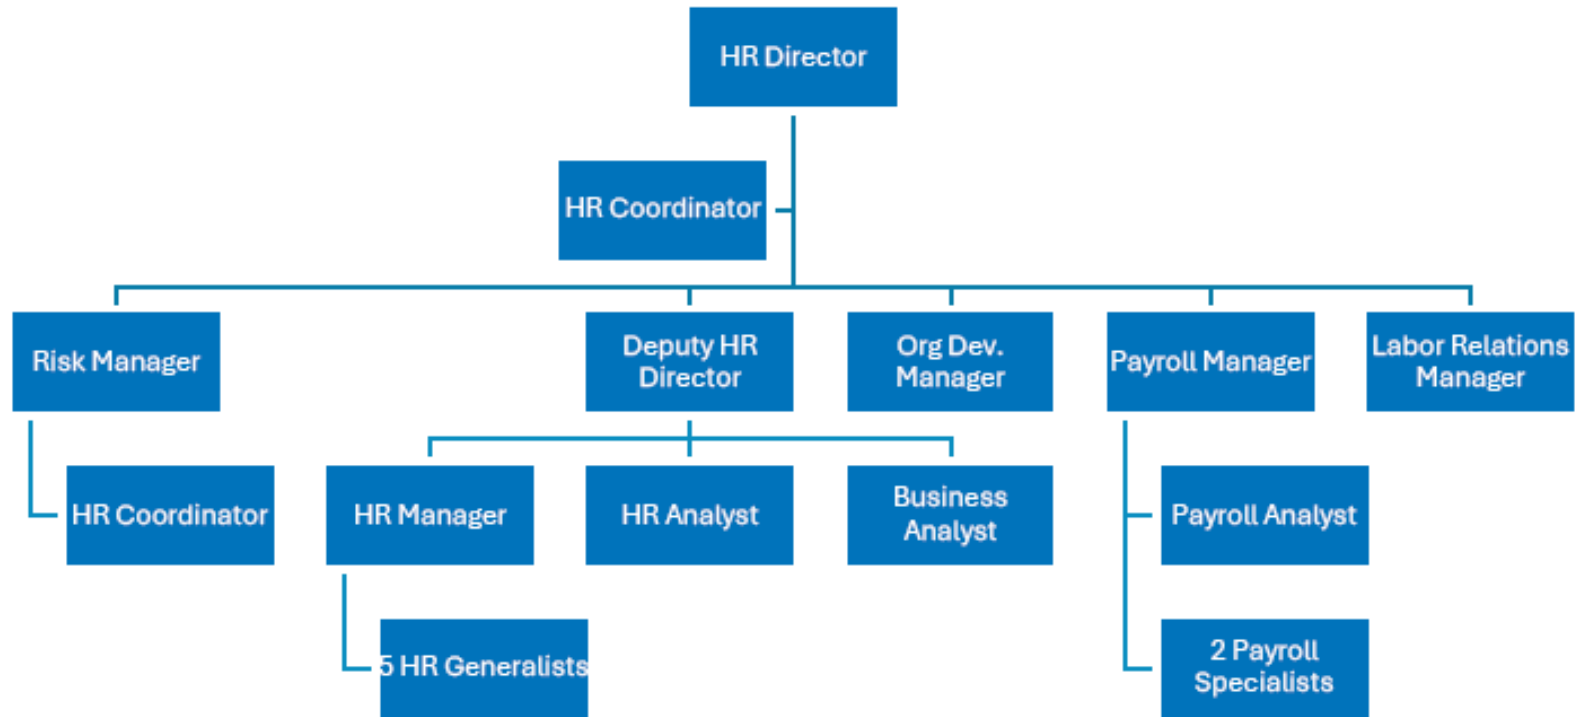 HR Director
HR Coordinator
Risk Manager
Deputy HR
Director
Org Dev.
Manager
Payroll Manager
Labor Relations
Manager
HR Coordinator
HR Manager
HR Analyst
Business
Analyst
Payroll Analyst
5 HR Generalists
2 Payroll
Specialists